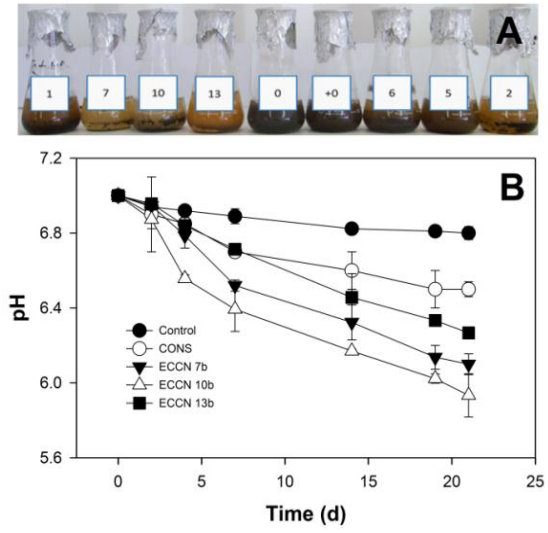 A
1 7 10 13 0 +0 6 5 2
B
7.2
6.8
6.4
6.0
5.6
pH
Control
CONS
ECCN 7b
ECCN 10b
ECCN 13b
0 5 10 15 20 25
Time (d)